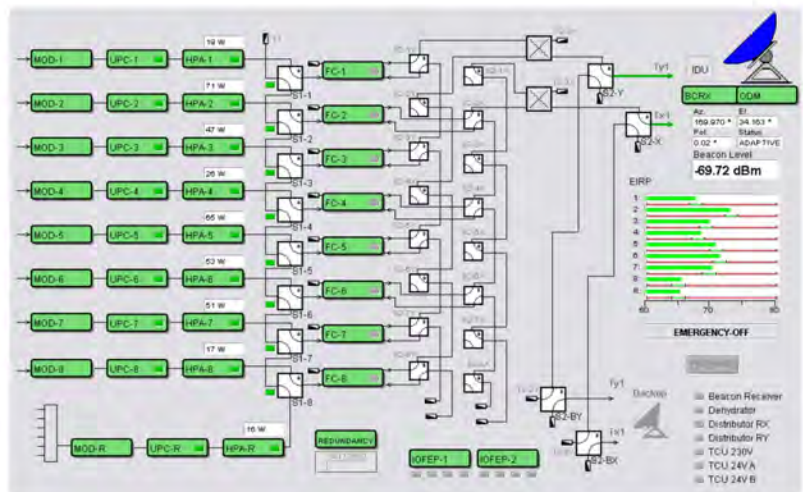 19 W
MOD-1 UPC-1 HPA-1
FC-1
S1-1
71 W
MOD-2 UPC-2 HPA-2
FC-2
S1-2
47 W
MOD-3 UPC-3 HPA-3
FC-3
S1-3
26 W
MOD-4 UPC-4 HPA-4
FC-4
S1-4
65 W
MOD-5 UPC-5 HPA-5
FC-5
S1-5
53 W
MOD-6 UPC-6 HPA-6
FC-6
S1-6
51 W
MOD-7 UPC-7 HPA-7
FC-7
S1-7
17 W
MOD-8 UPC-8 HPA-8
FC-8
S1-8
16 W
MOD-R UPC-R HPA-R
REDUNDANCY
IOFEP-1 IOFEP-2
Ty1
S2-Y
Tx1
S2-X
Ty1
S2-BY
Tx1
S2-BX
Backup
IDU
BCRX ODM
Az. El.
169.970 ° 34.163 °
Pol. Status
0.02 ° ADAPTIVE
Beacon Level
-69.72 dBm
EIRP
1:
2:
3:
4:
5:
6:
7:
8:
R:
60 70 80
EMERGENCY-OFF
Beacon Receiver
Dehydrator
Distributor RX
Distributor RY
TCU 230V
TCU 24V A
TCU 24V B